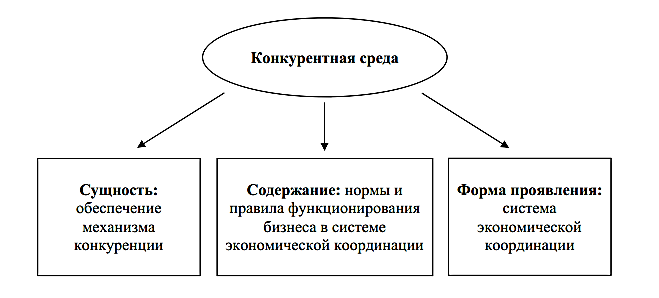 Конкурентная среда
Сущность:
обеспечение
механизма
конкуренции
Содержание: нормы и
правила функционирования
бизнеса в системе
экономической координации
Форма проявления:
система
экономической
координации